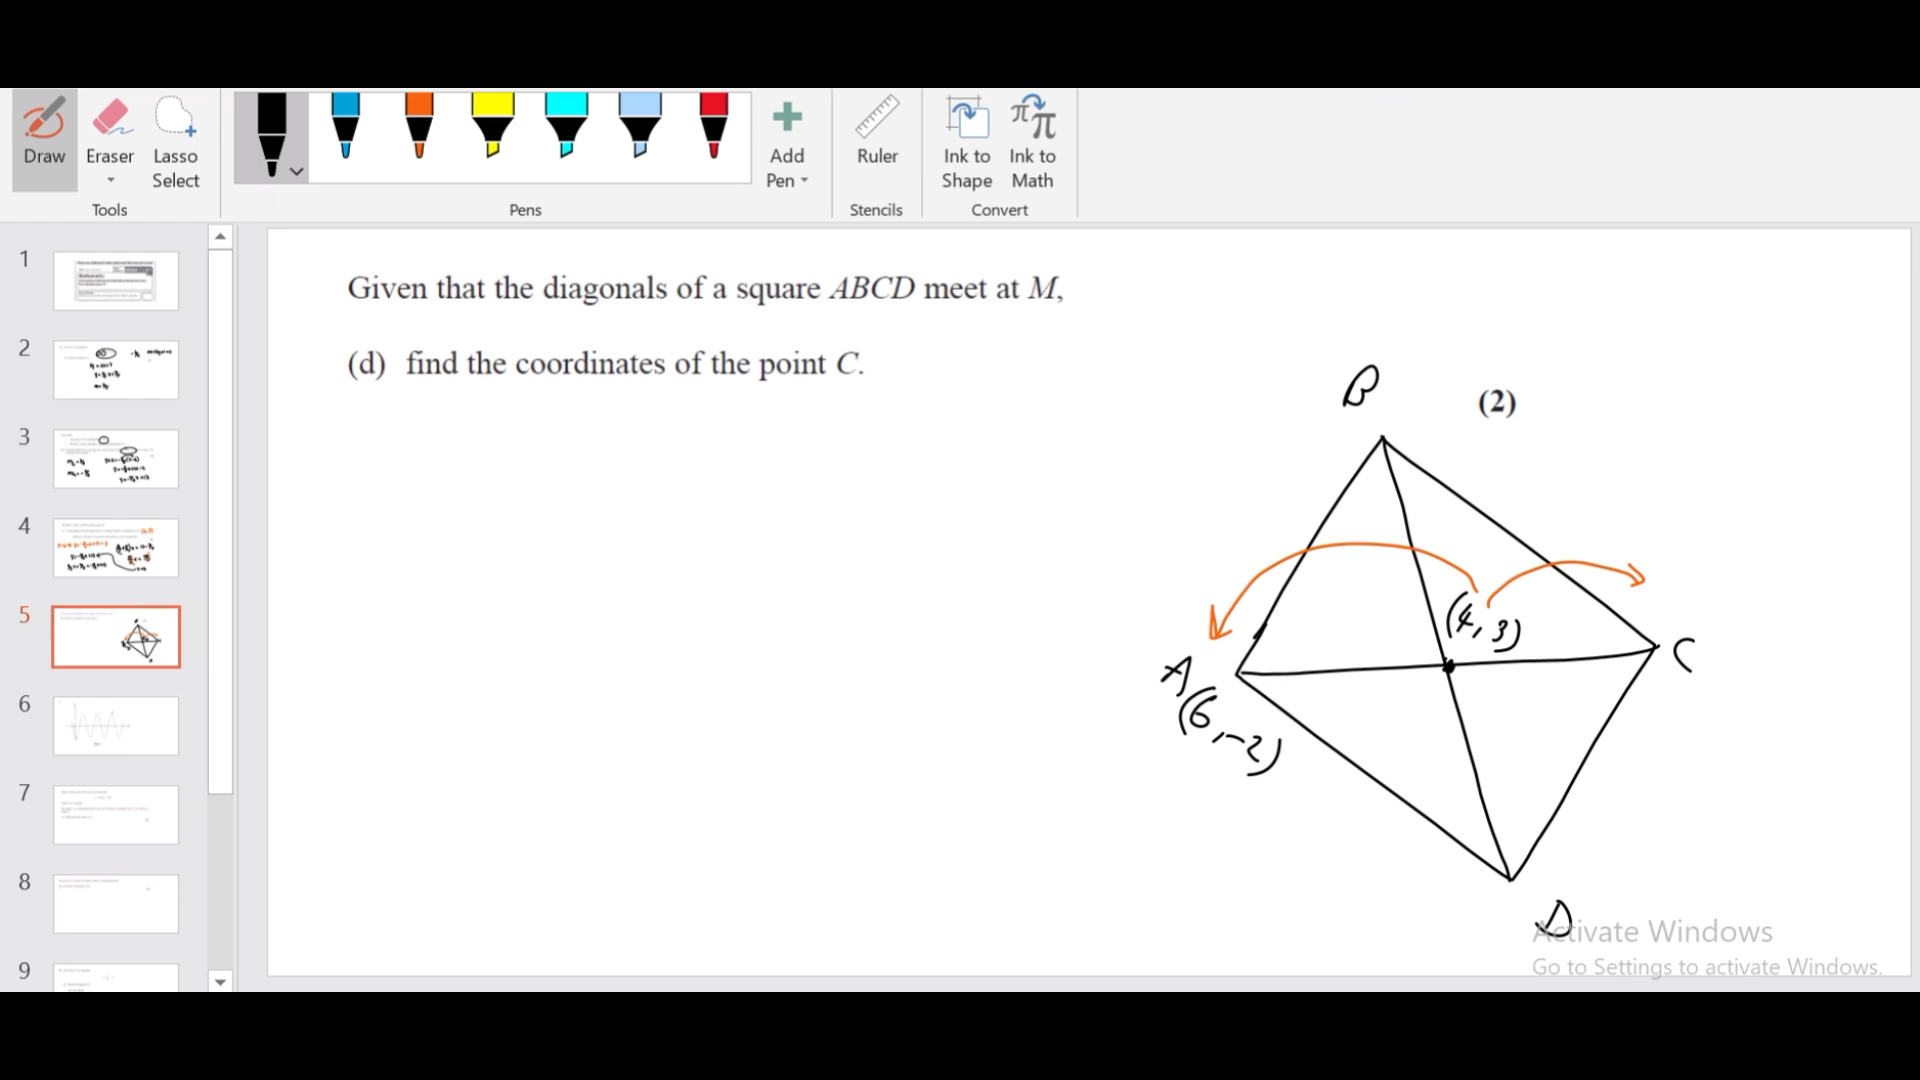 Draw
Eraser
Lasso
Select
Add
Pen
Ruler
Ink to
Shape
Ink to
Math
Tools
Pens
Stencils
Convert
1
2
3
4
5
6
7
8
9
Given that the diagonals of a square ABCD meet at M,
(d) find the coordinates of the point C.
(2)
B
(4, 3)
A
C
(6, -2)
D
Activate Windows
Go to Settings to activate Windows.